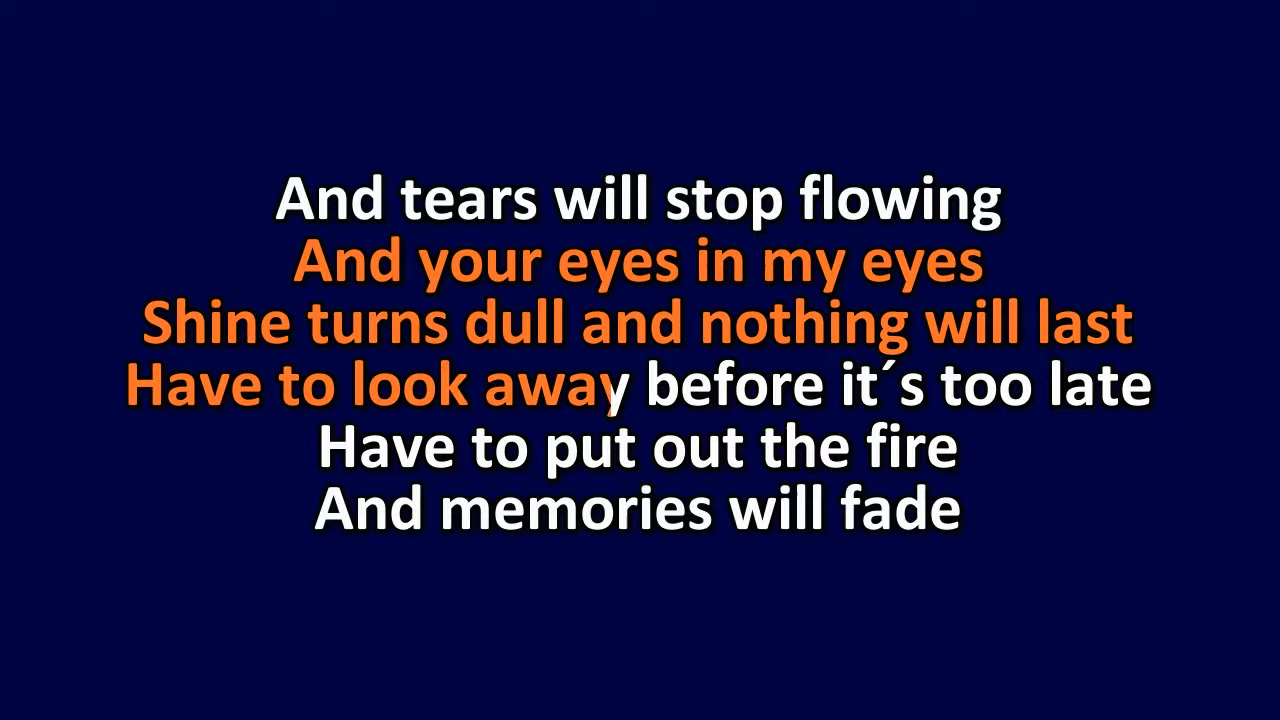 And tears will stop flowing
And your eyes in my eyes
Shine turns dull and nothing will last
Have to look away before it´s too late
Have to put out the fire
And memories will fade